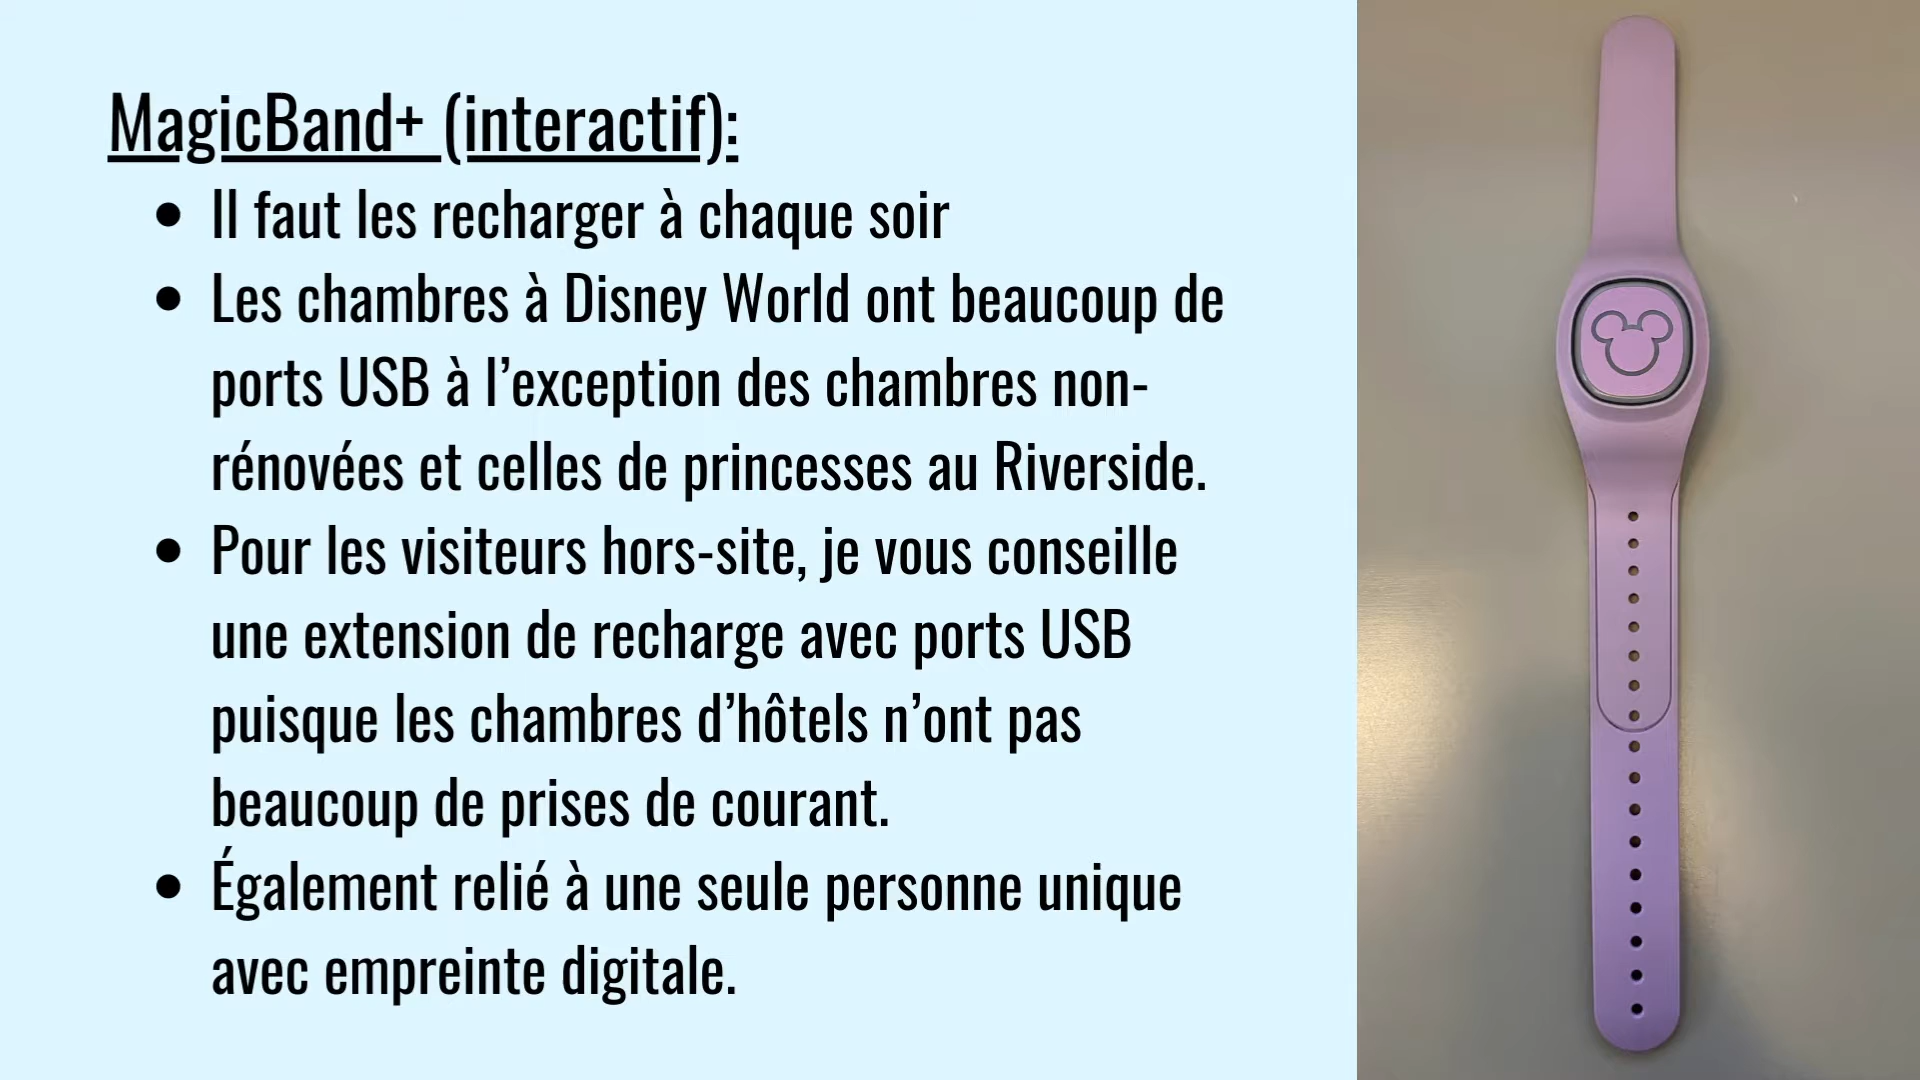 MagicBand+ (interactif):
• Il faut les recharger à chaque soir
• Les chambres à Disney World ont beaucoup de
ports USB à l’exception des chambres non-
rénovées et celles de princesses au Riverside.
• Pour les visiteurs hors-site, je vous conseille
une extension de recharge avec ports USB
puisque les chambres d’hôtels n’ont pas
beaucoup de prises de courant.
• Également relié à une seule personne unique
avec empreinte digitale.